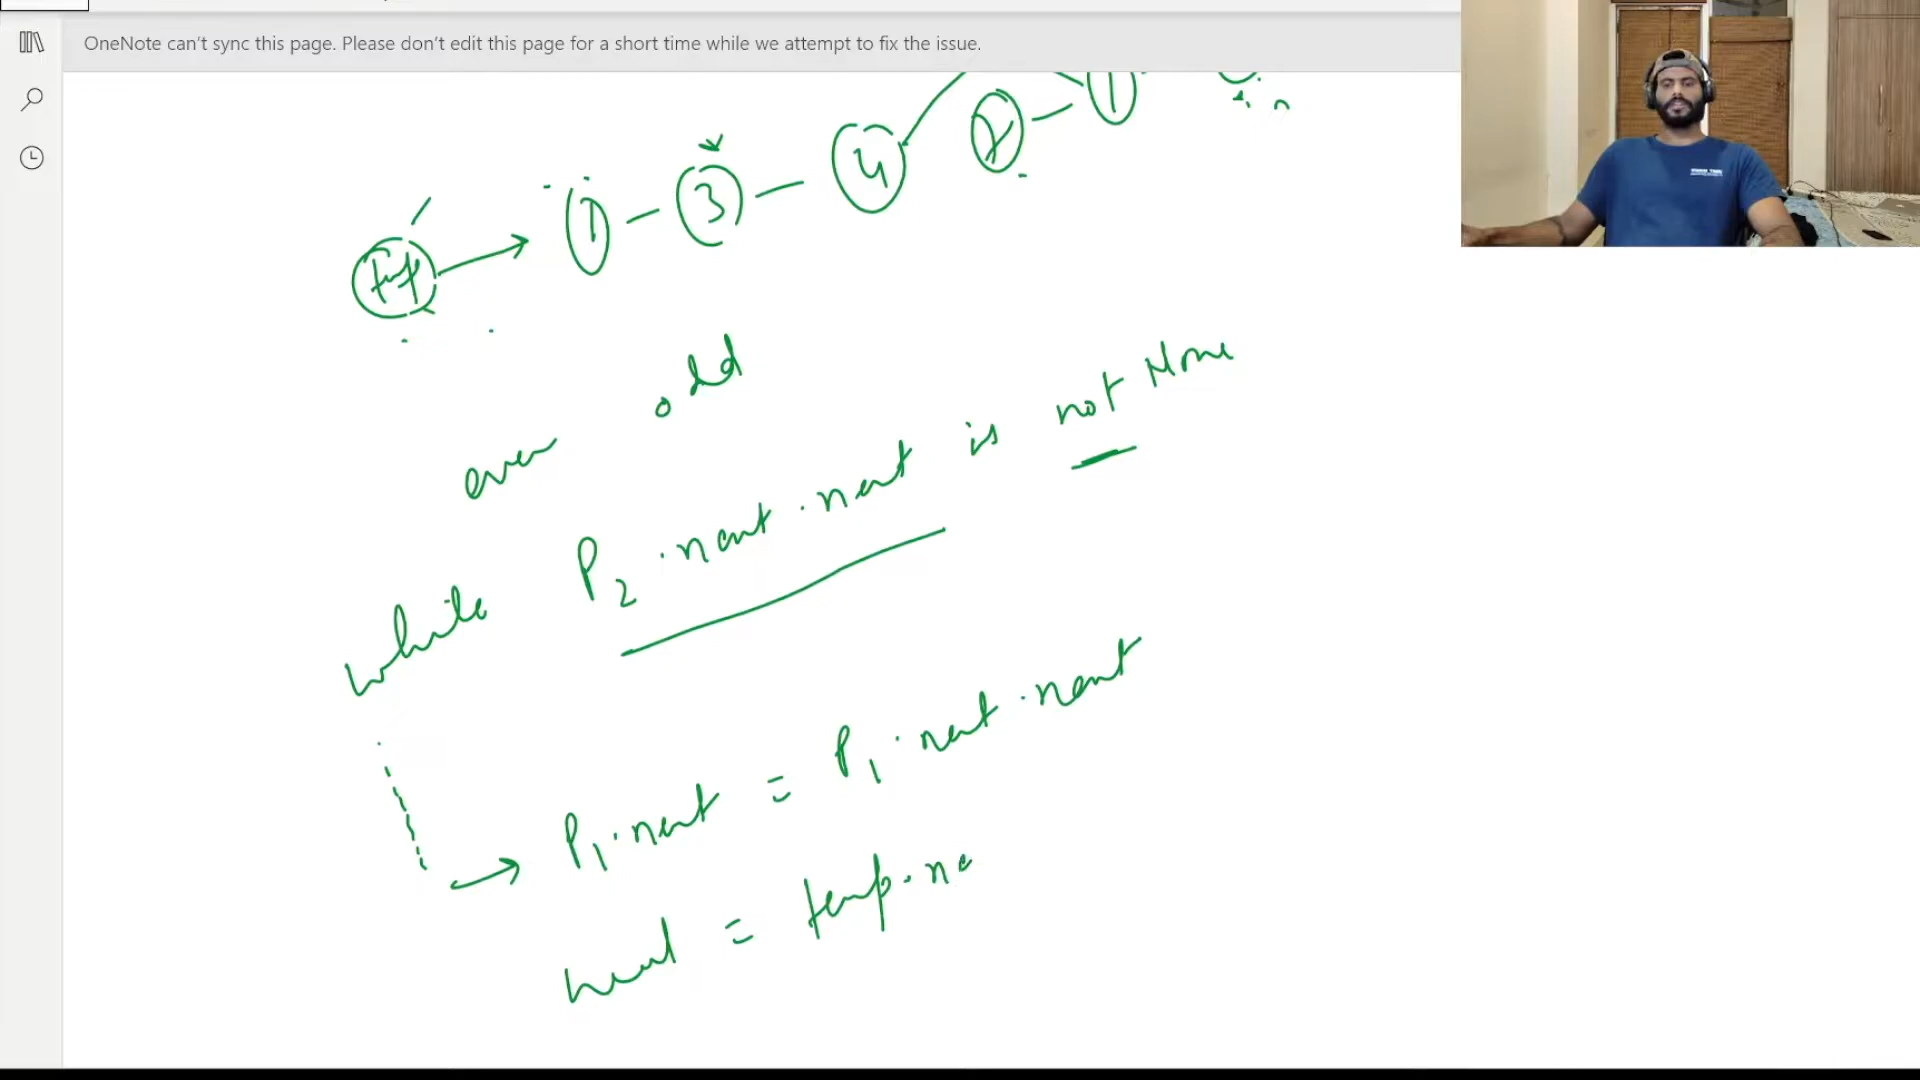 OneNote can't sync this page. Please don't edit this page for a short time while we attempt to fix the issue.
1 3 4 1
temp
even odd
while P2.next.next is not None
P1.next = P1.next.next
= temp.ne